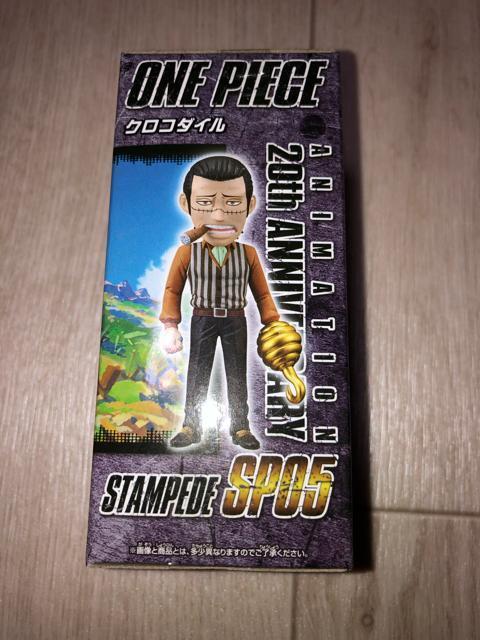 ONE PIECE
クロコダイル
20th ANNIVERSARY
ANIMATION
STAMPEDE SP05
※画像と商品とは、多少異なりますのでご了承ください。